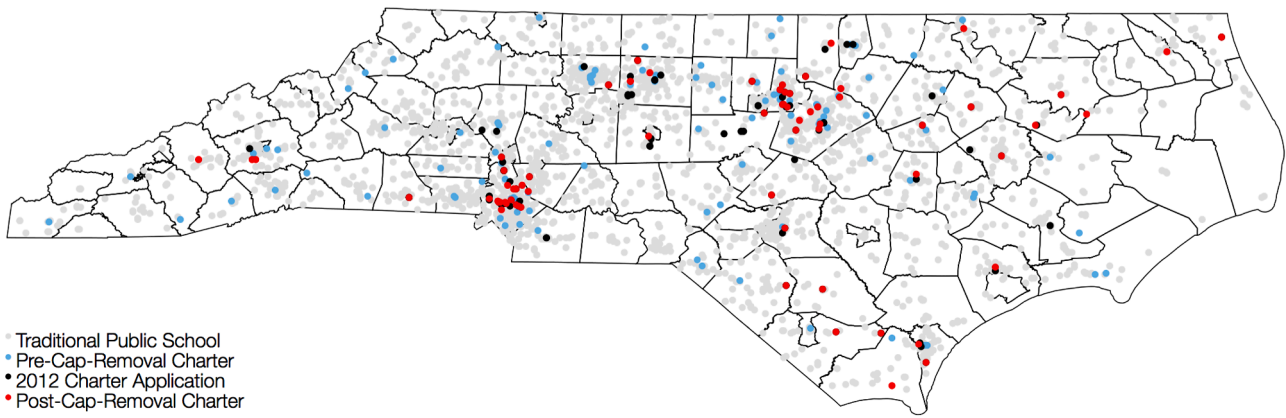 Traditional Public School
Pre-Cap-Removal Charter
2012 Charter Application
Post-Cap-Removal Charter